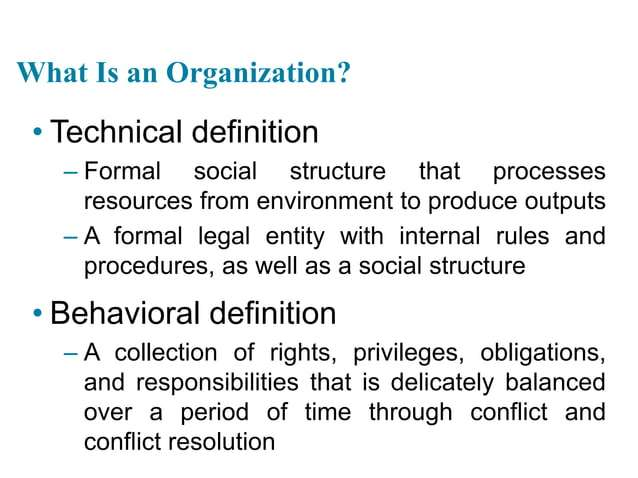 What Is an Organization?
• Technical definition
– Formal social structure that processes
resources from environment to produce outputs
– A formal legal entity with internal rules and
procedures, as well as a social structure
• Behavioral definition
– A collection of rights, privileges, obligations,
and responsibilities that is delicately balanced
over a period of time through conflict and
conflict resolution